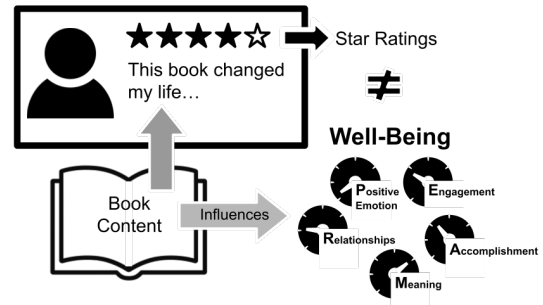 Star Ratings
This book changed
my life…
≠
Well-Being
Positive
Emotion
Engagement
Book
Content
Influences
Relationships
Accomplishment
Meaning